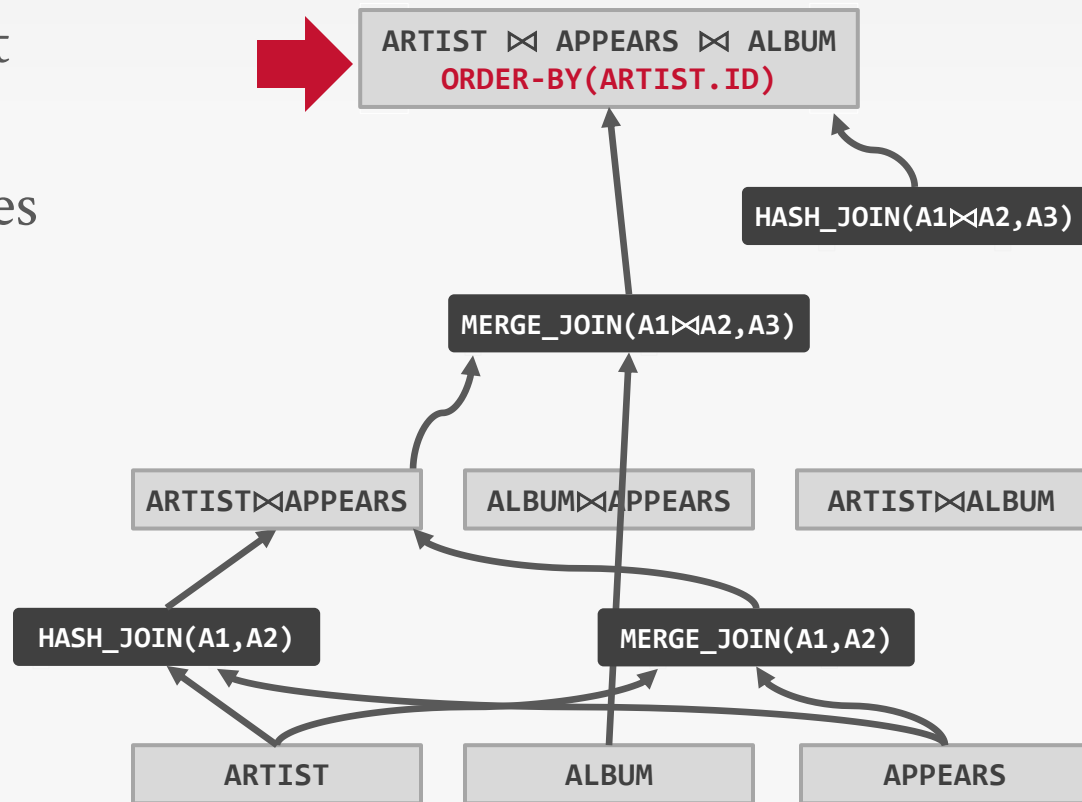 t
es
ARTIST ⋈ APPEARS ⋈ ALBUM
ORDER-BY(ARTIST.ID)
HASH_JOIN(A1⋈A2,A3)
MERGE_JOIN(A1⋈A2,A3)
ARTIST⋈APPEARS
ALBUM⋈APPEARS
ARTIST⋈ALBUM
HASH_JOIN(A1,A2)
MERGE_JOIN(A1,A2)
ARTIST
ALBUM
APPEARS